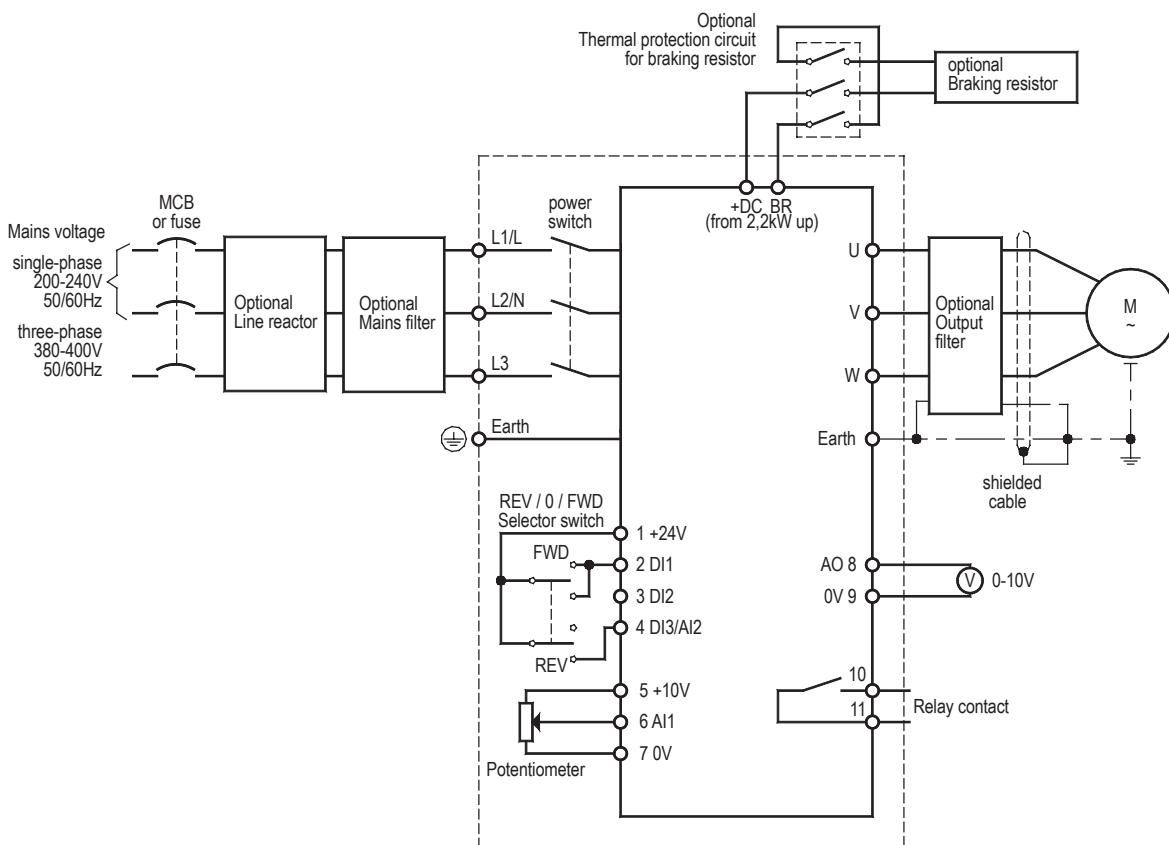 Optional
Thermal protection circuit
for braking resistor
optional
Braking resistor
+DC BR
(from 2,2kW up)
MCB
or fuse
power
switch
Mains voltage
single-phase
200-240V
50/60Hz
three-phase
380-400V
50/60Hz
Optional
Line reactor
Optional
Mains filter
L1/L
L2/N
L3
Earth
U
V
W
Earth
Optional
Output
filter
M
~
shielded
cable
REV / 0 / FWD
Selector switch
FWD
REV
1 +24V
2 DI1
3 DI2
4 DI3/AI2
5 +10V
6 AI1
7 0V
Potentiometer
AO 8
0V 9
V
0-10V
10
11
Relay contact